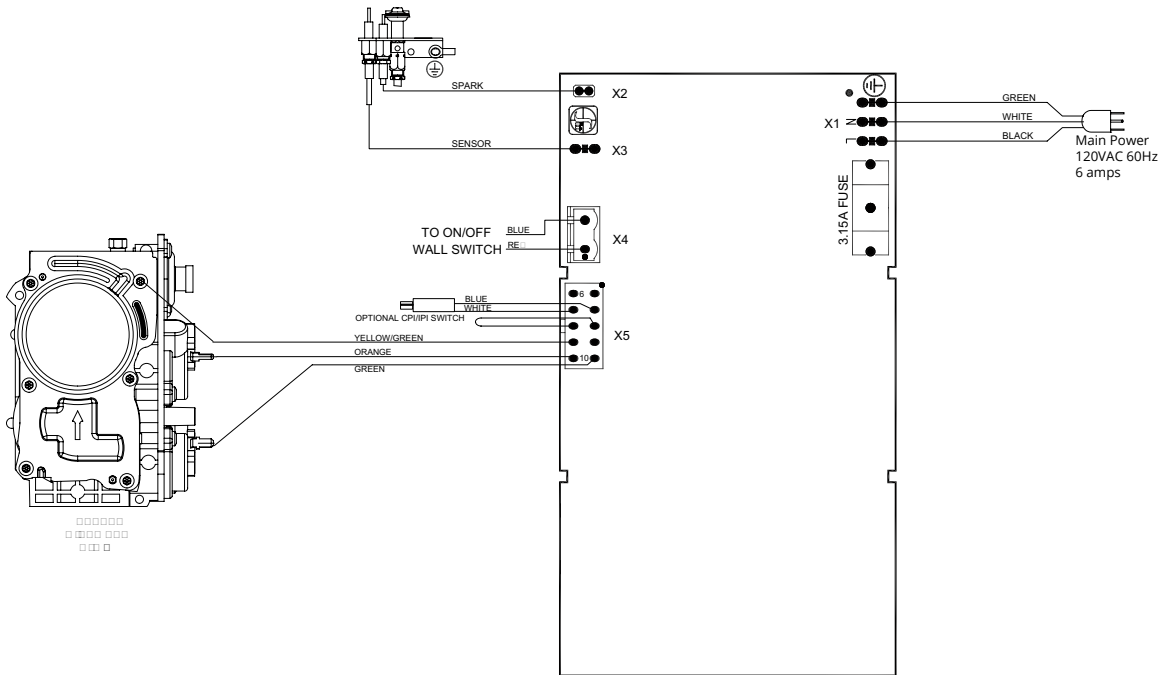 SPARK
X2
SENSOR
X3
TO ON/OFF
WALL SWITCH
BLUE
X4
6
BLUE
WHITE
OPTIONAL CPI/IPI SWITCH
X5
YELLOW/GREEN
ORANGE
10
GREEN
X1
N
L
GREEN
WHITE
BLACK
Main Power
120VAC 60Hz
6 amps
3.15A FUSE